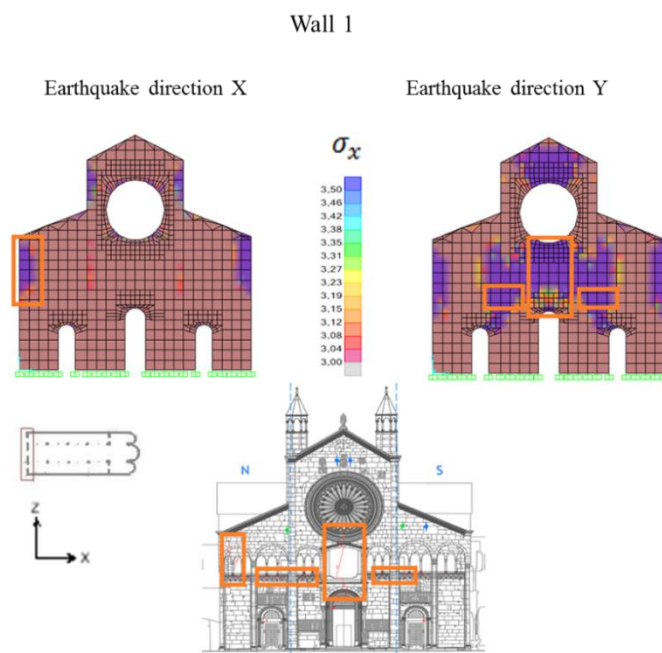 Wall 1
Earthquake direction X
Earthquake direction Y
σx
3,50
3,46
3,42
3,38
3,35
3,31
3,27
3,23
3,19
3,15
3,12
3,08
3,04
3,00
N
S
Z
X